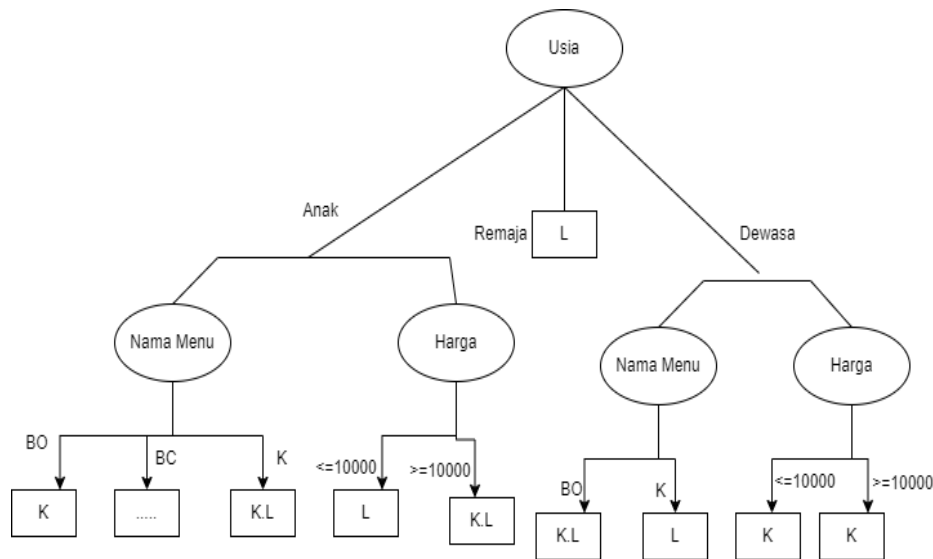 Usia
Anak
Remaja
L
Dewasa
Nama Menu
Harga
Nama Menu
Harga
BO
BC
K
<=10000
>=10000
K
.....
K.L
L
K.L
BO
K
<=10000
>=10000
K.L
L
K
K